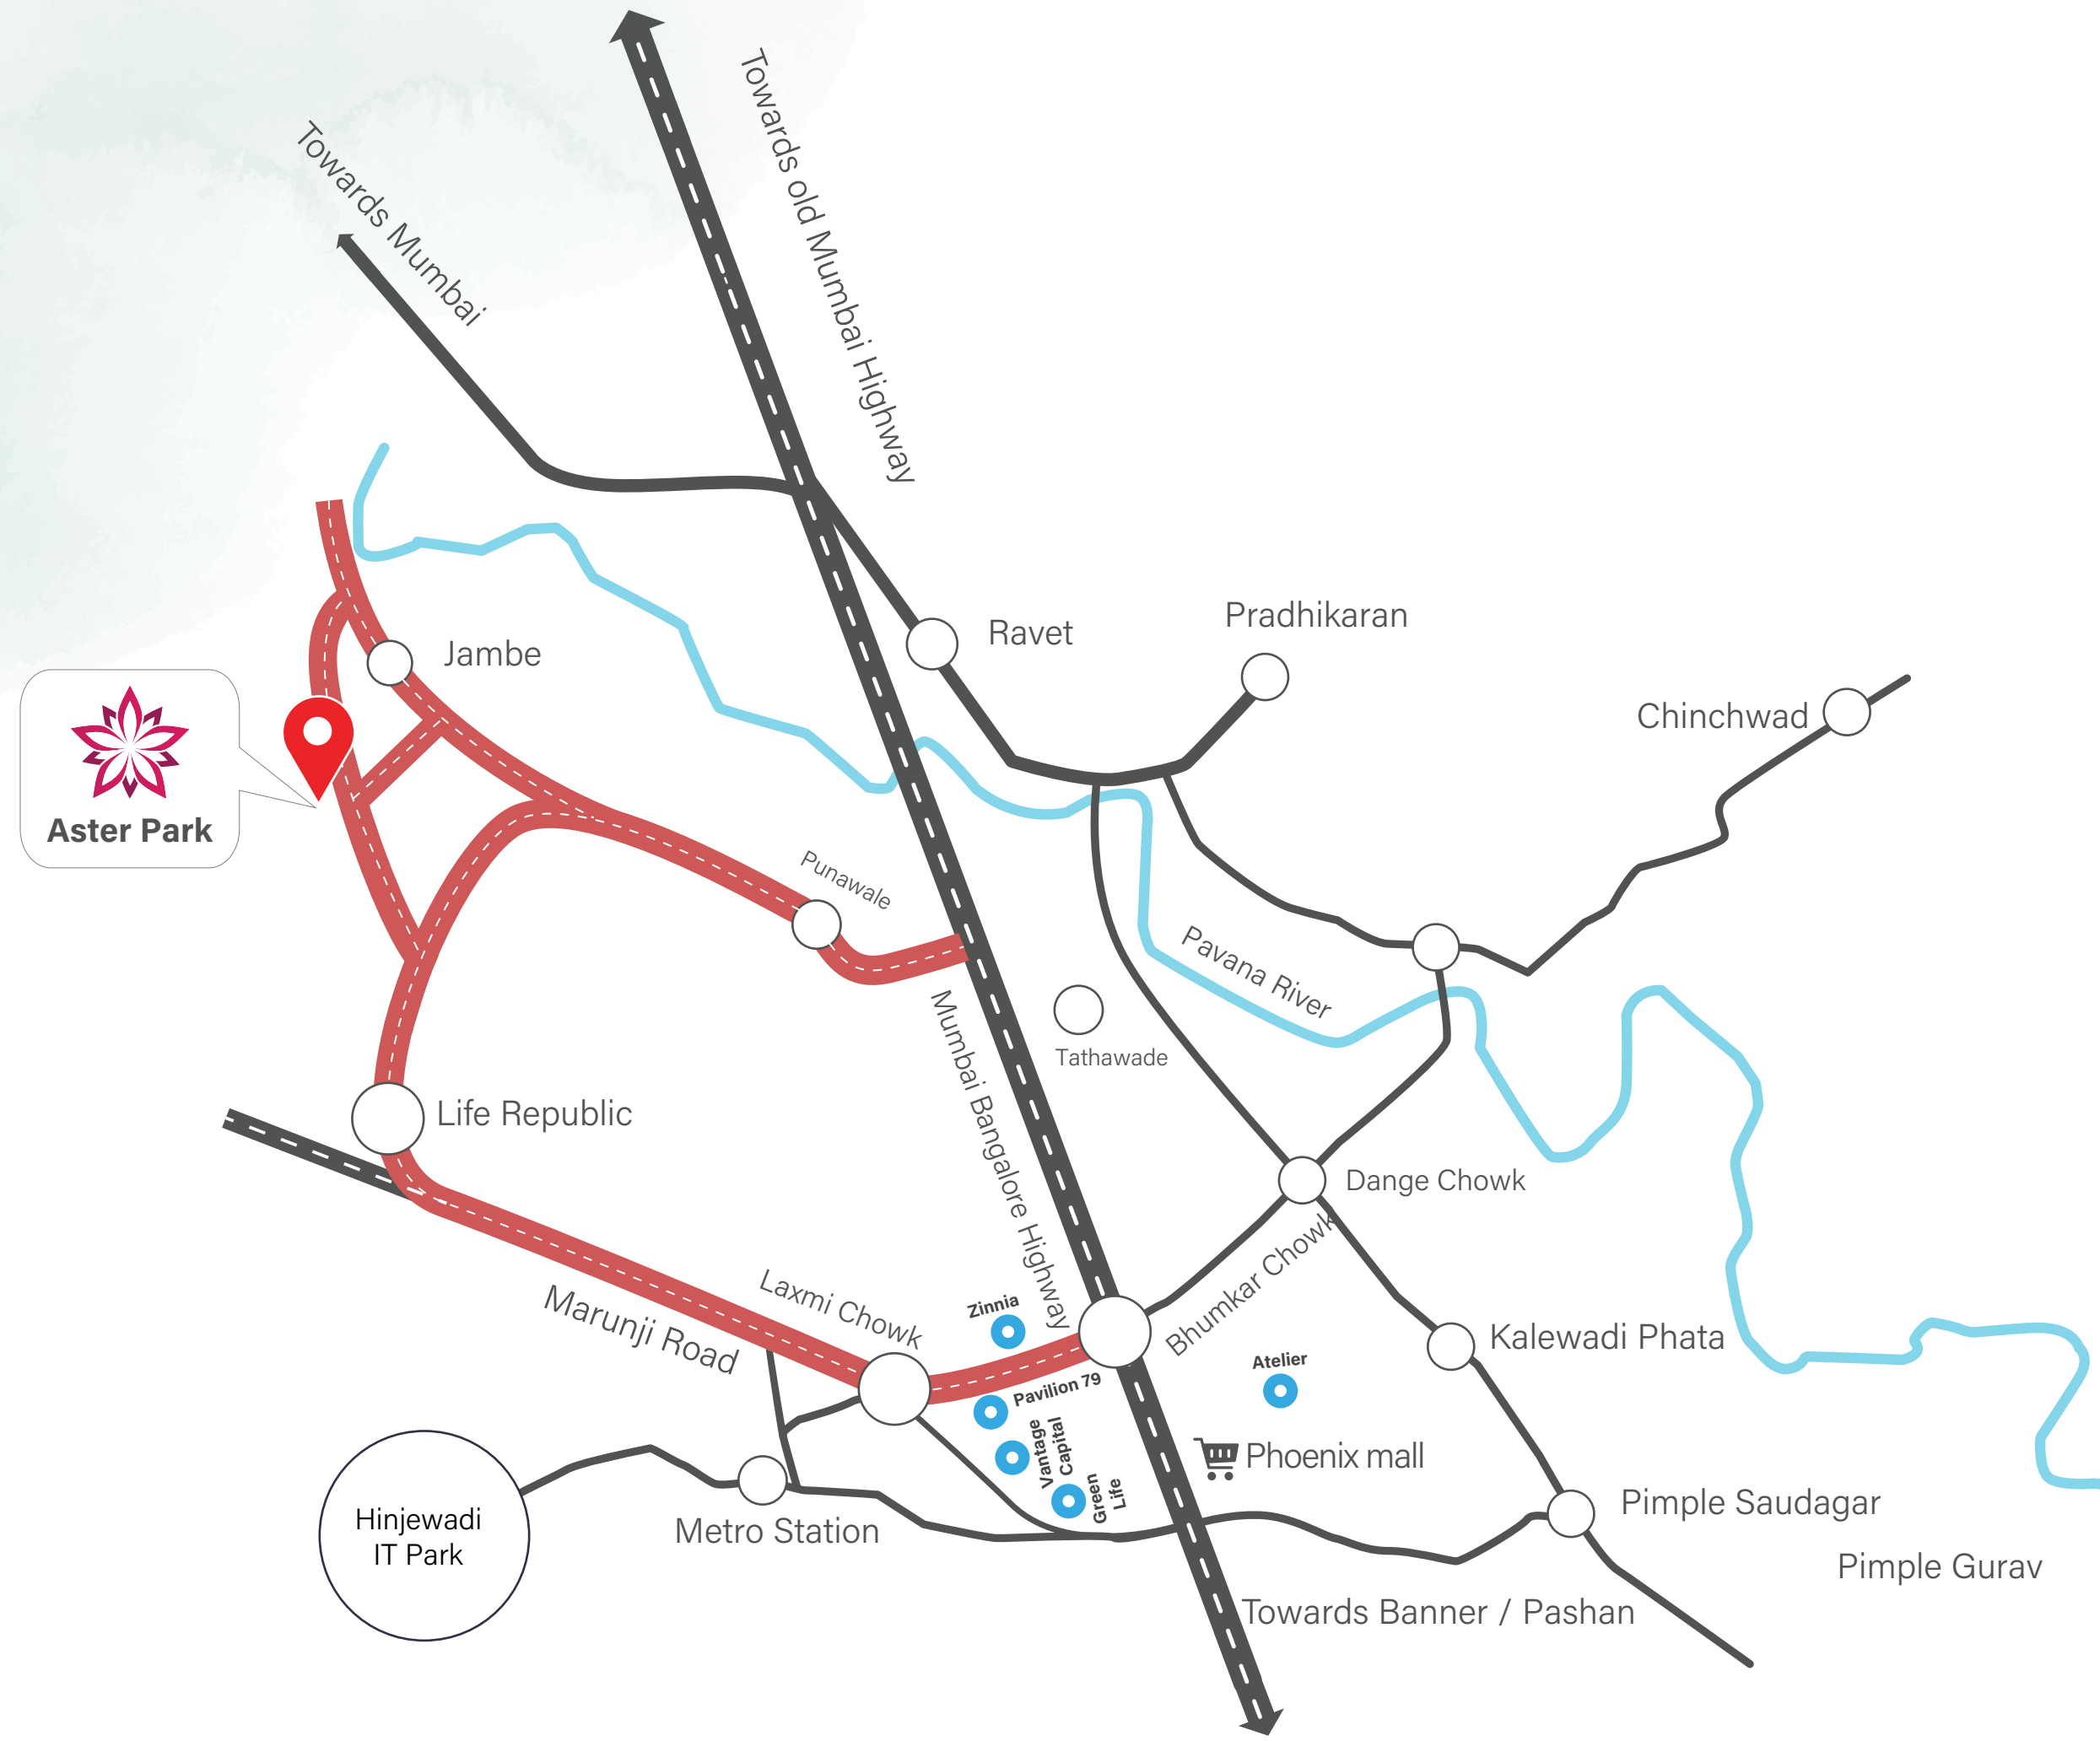 Towards old Mumbai Highway
Towards Mumbai
Ravet
Pradhikaran
Jambe
Chinchwad
Aster Park
Punawale
Pavana River
Tathawade
Mumbai Bangalore Highway
Life Republic
Dange Chowk
Bhumkar Chowk
Laxmi Chowk
Marunji Road
Zinnia
Kalewadi Phata
Atelier
Pavilion 79
Vantage
Capital
Phoenix mall
Green
Life
Pimple Saudagar
Hinjewadi
IT Park
Metro Station
Pimple Gurav
Towards Banner / Pashan